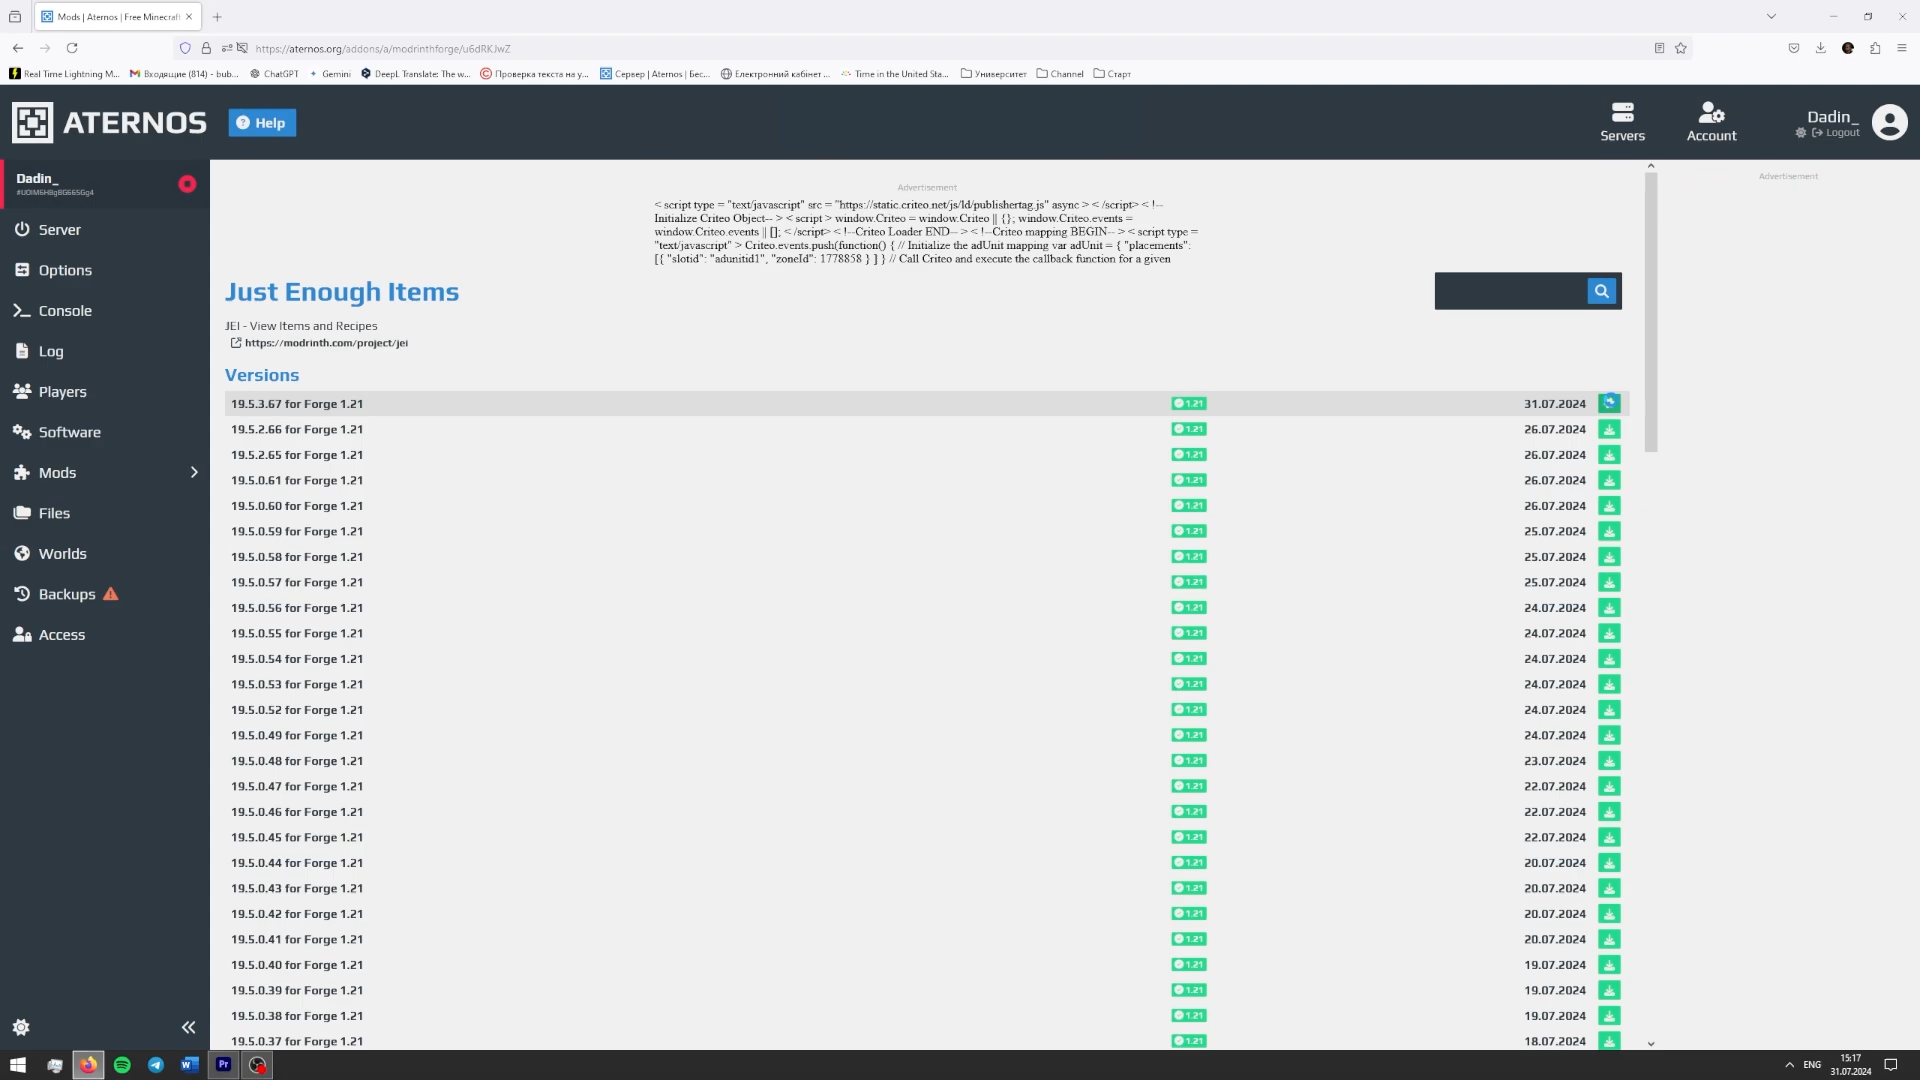 Mods | Aternos | Free Minecraft
https://aternos.org/addons/a/modrinthforge/u6dRKJwZ
Real Time Lightning M...
Входящие (814) - bub...
ChatGPT
Gemini
DeepL Translate: The w...
Проверка текста на у...
Сервер | Aternos | Бес...
Електронний кабінет ...
Time in the United Sta...
Университет
Channel
Старт
ATERNOS
Help
Servers
Account
Dadin_
Logout
Dadin_
Server
Options
Console
Log
Players
Software
Mods
Files
Worlds
Backups
Access
Advertisement
Advertisement
< script type = "text/javascript" src = "https://static.criteo.net/js/ld/publishertag.js" async > < /script> < !--
Initialize Criteo Object-- > < script > window.Criteo = window.Criteo || {}; window.Criteo.events =
window.Criteo.events || []; < /script> < !--Criteo Loader END-- > < !--Criteo mapping BEGIN-- > < script type =
"text/javascript" > Criteo.events.push(function() { // Initialize the adUnit mapping var adUnit = { "placements":
[{ "slotid": "adunitid1", "zoneId": 1778858 } ] } // Call Criteo and execute the callback function for a given
Just Enough Items
JEI - View Items and Recipes
https://modrinth.com/project/jei
Versions
19.5.3.67 for Forge 1.21 1.21 31.07.2024
19.5.2.66 for Forge 1.21 1.21 26.07.2024
19.5.2.65 for Forge 1.21 1.21 26.07.2024
19.5.0.61 for Forge 1.21 1.21 26.07.2024
19.5.0.60 for Forge 1.21 1.21 26.07.2024
19.5.0.59 for Forge 1.21 1.21 25.07.2024
19.5.0.58 for Forge 1.21 1.21 25.07.2024
19.5.0.57 for Forge 1.21 1.21 25.07.2024
19.5.0.56 for Forge 1.21 1.21 24.07.2024
19.5.0.55 for Forge 1.21 1.21 24.07.2024
19.5.0.54 for Forge 1.21 1.21 24.07.2024
19.5.0.53 for Forge 1.21 1.21 24.07.2024
19.5.0.52 for Forge 1.21 1.21 24.07.2024
19.5.0.49 for Forge 1.21 1.21 24.07.2024
19.5.0.48 for Forge 1.21 1.21 23.07.2024
19.5.0.47 for Forge 1.21 1.21 22.07.2024
19.5.0.46 for Forge 1.21 1.21 22.07.2024
19.5.0.45 for Forge 1.21 1.21 22.07.2024
19.5.0.44 for Forge 1.21 1.21 20.07.2024
19.5.0.43 for Forge 1.21 1.21 20.07.2024
19.5.0.42 for Forge 1.21 1.21 20.07.2024
19.5.0.41 for Forge 1.21 1.21 20.07.2024
19.5.0.40 for Forge 1.21 1.21 19.07.2024
19.5.0.39 for Forge 1.21 1.21 19.07.2024
19.5.0.38 for Forge 1.21 1.21 19.07.2024
19.5.0.37 for Forge 1.21 1.21 18.07.2024
W
Pr
ENG
15:17
31.07.2024